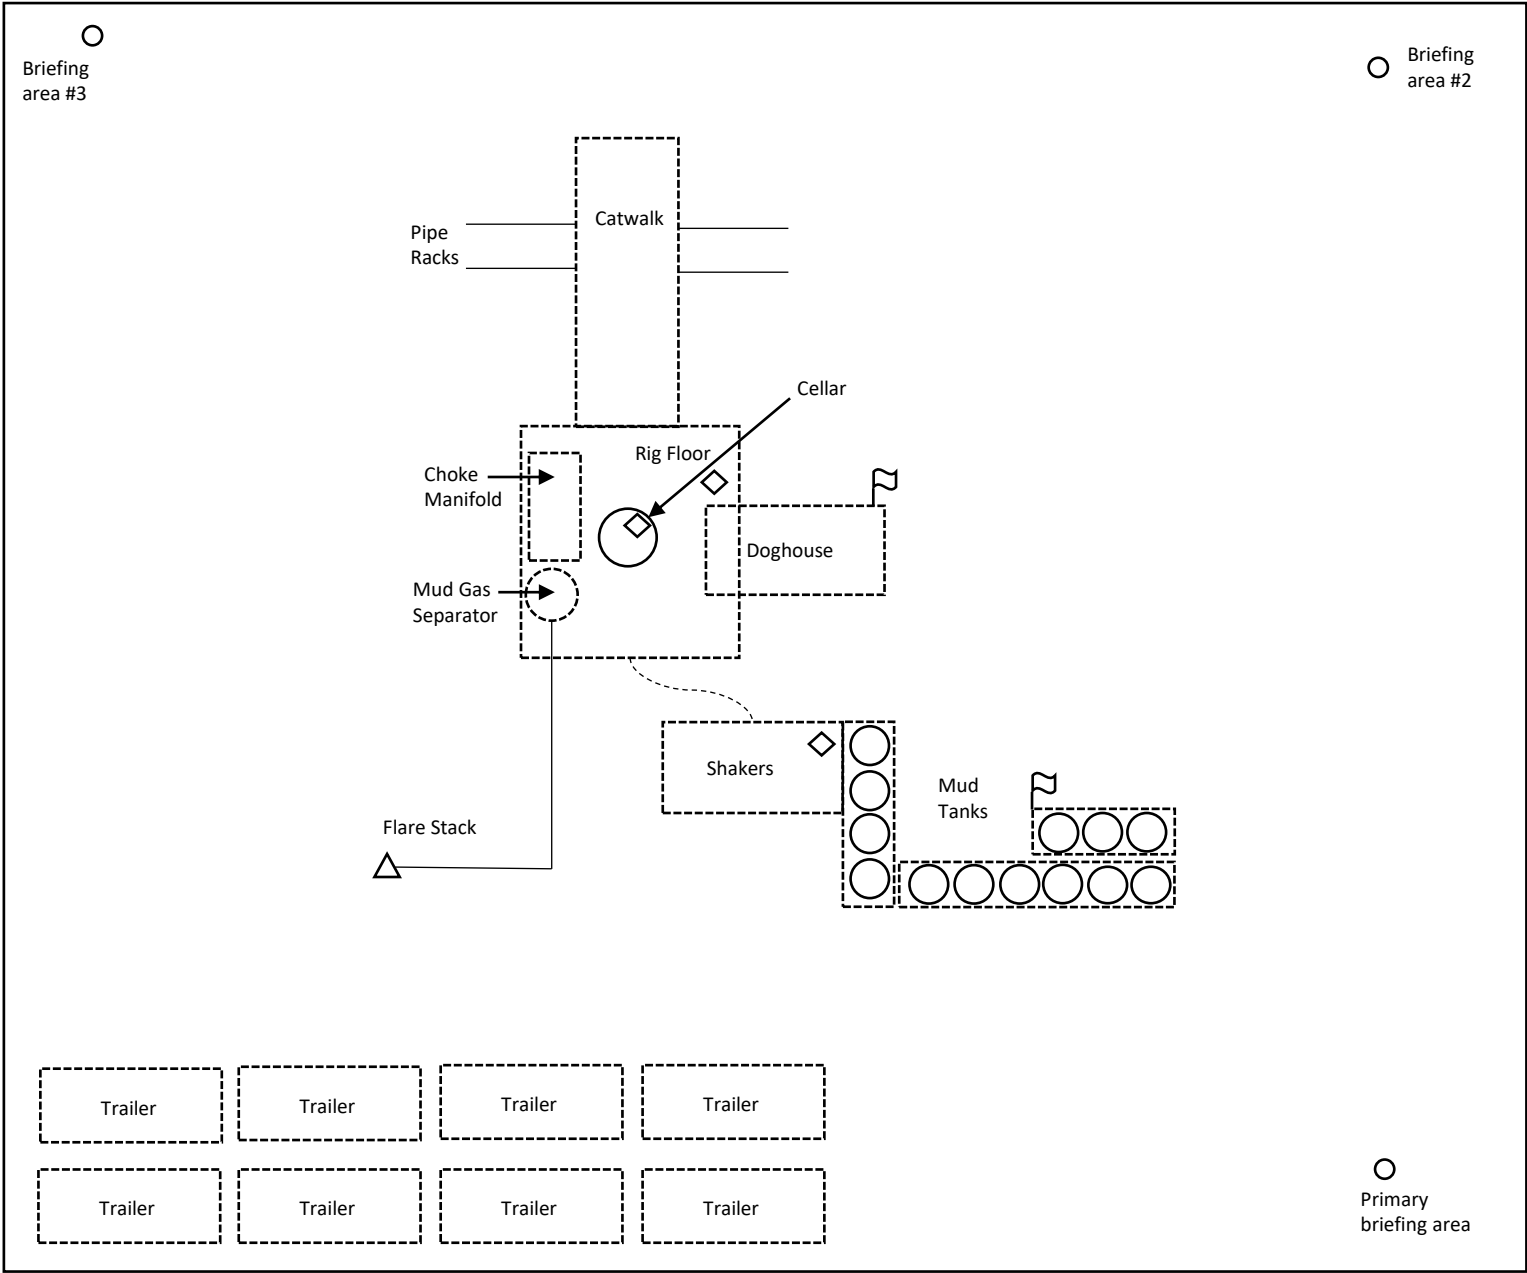 Briefing
area #3
Briefing
area #2
Catwalk
Pipe
Racks
Cellar
Rig Floor
Choke
Manifold
Doghouse
Mud Gas
Separator
Shakers
Mud
Tanks
Flare Stack
Trailer
Trailer
Trailer
Trailer
Trailer
Trailer
Trailer
Trailer
Primary
briefing area